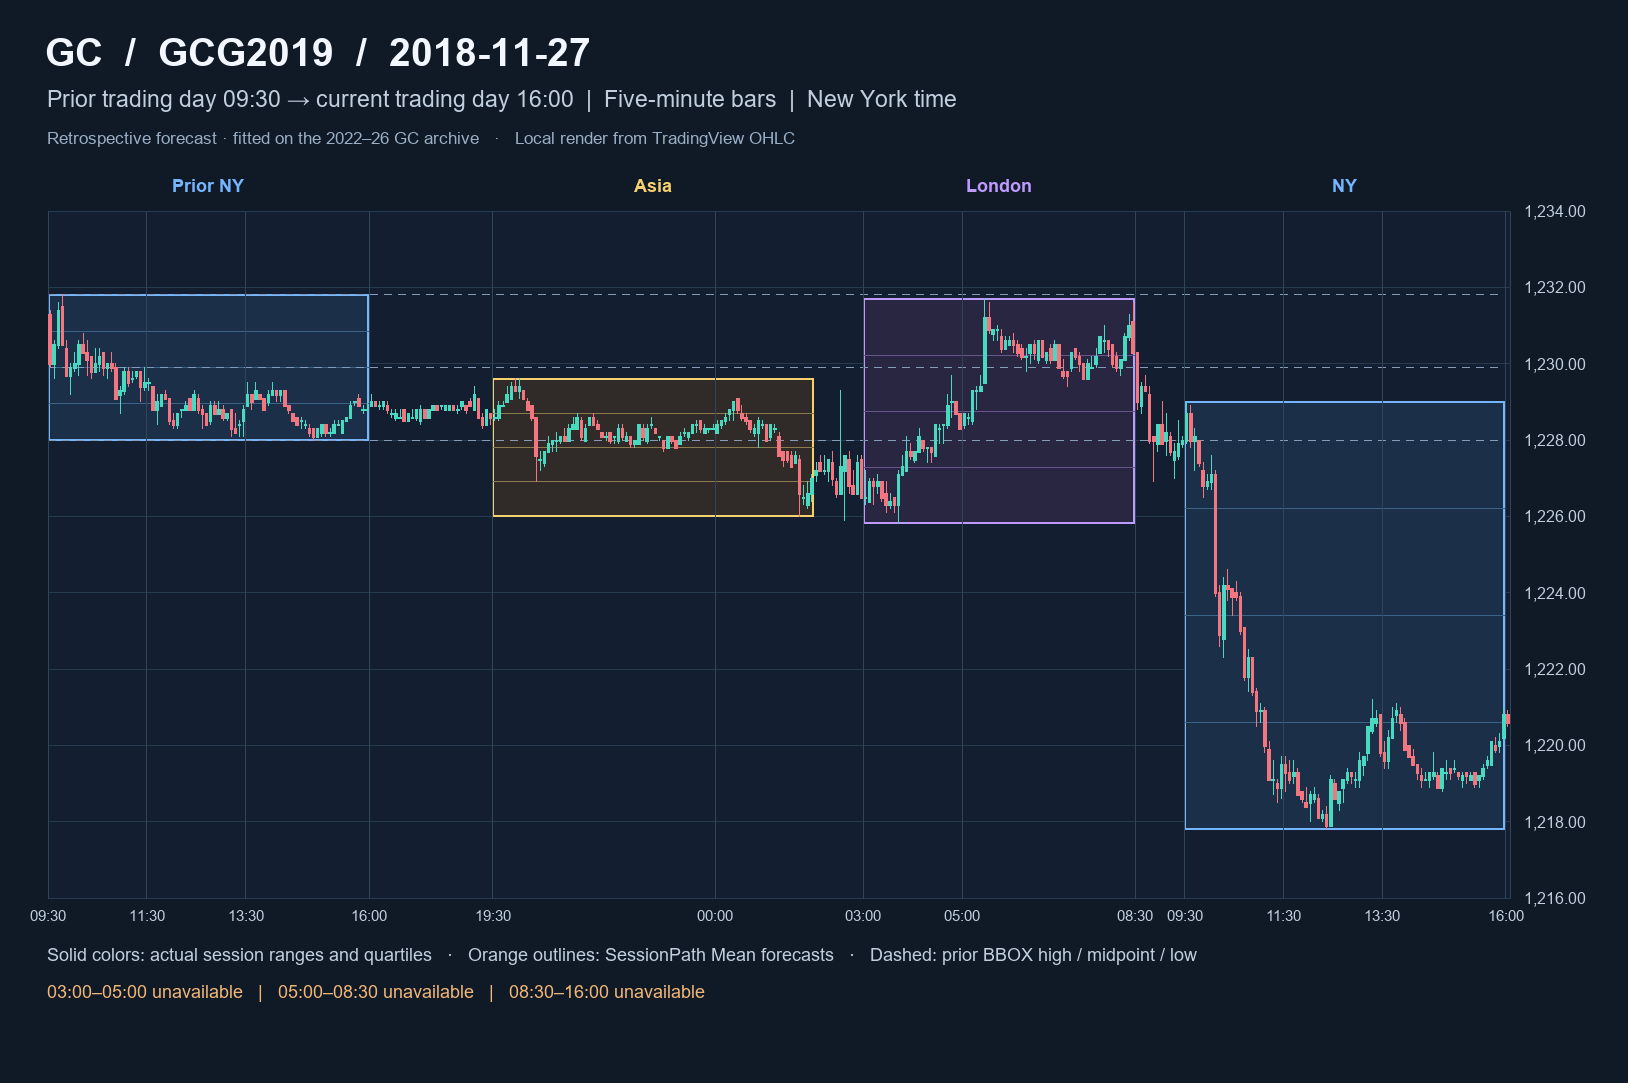 GC / GCG2019 / 2018-11-27
Prior trading day 09:30 → current trading day 16:00 | Five-minute bars | New York time
Retrospective forecast · fitted on the 2022–26 GC archive · Local render from TradingView OHLC
Prior NY Asia London NY
1,234.00
1,232.00
1,230.00
1,228.00
1,226.00
1,224.00
1,222.00
1,220.00
1,218.00
1,216.00
09:30 11:30 13:30 16:00 19:30 00:00 03:00 05:00 08:30 09:30 11:30 13:30 16:00
Solid colors: actual session ranges and quartiles · Orange outlines: SessionPath Mean forecasts · Dashed: prior BBOX high / midpoint / low
03:00–05:00 unavailable | 05:00–08:30 unavailable | 08:30–16:00 unavailable